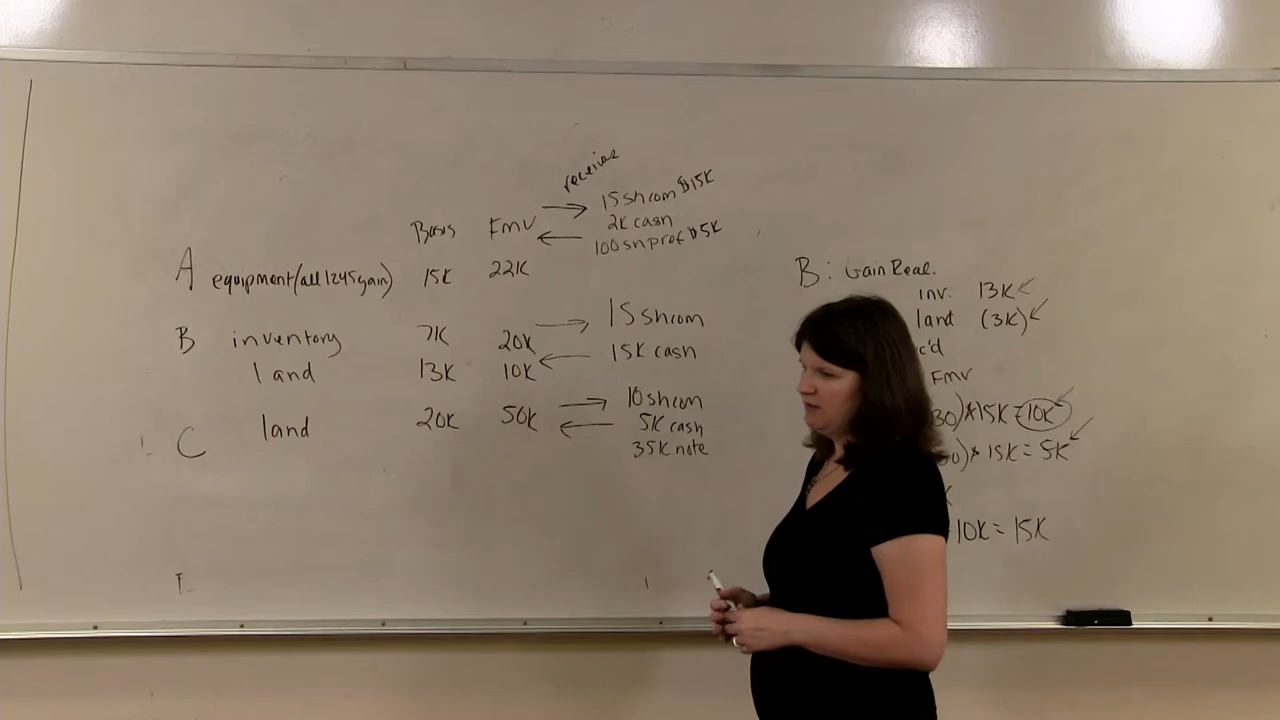 receive
15 sh com $15K
2K cash
100 sh pref $5K
Basis FMV
A equipment (all 1245 gain) 15K 22K
B inventory 7K 20K
15 sh com
land 13K 10K
15K cash
C land 20K 50K
10 sh com
5K cash
35K note
B: Gain Real.
inv. 13K
land (3K)
c'd
FMV
30)*15K = 10K
30)* 15K = 5K
K
10K = 15K